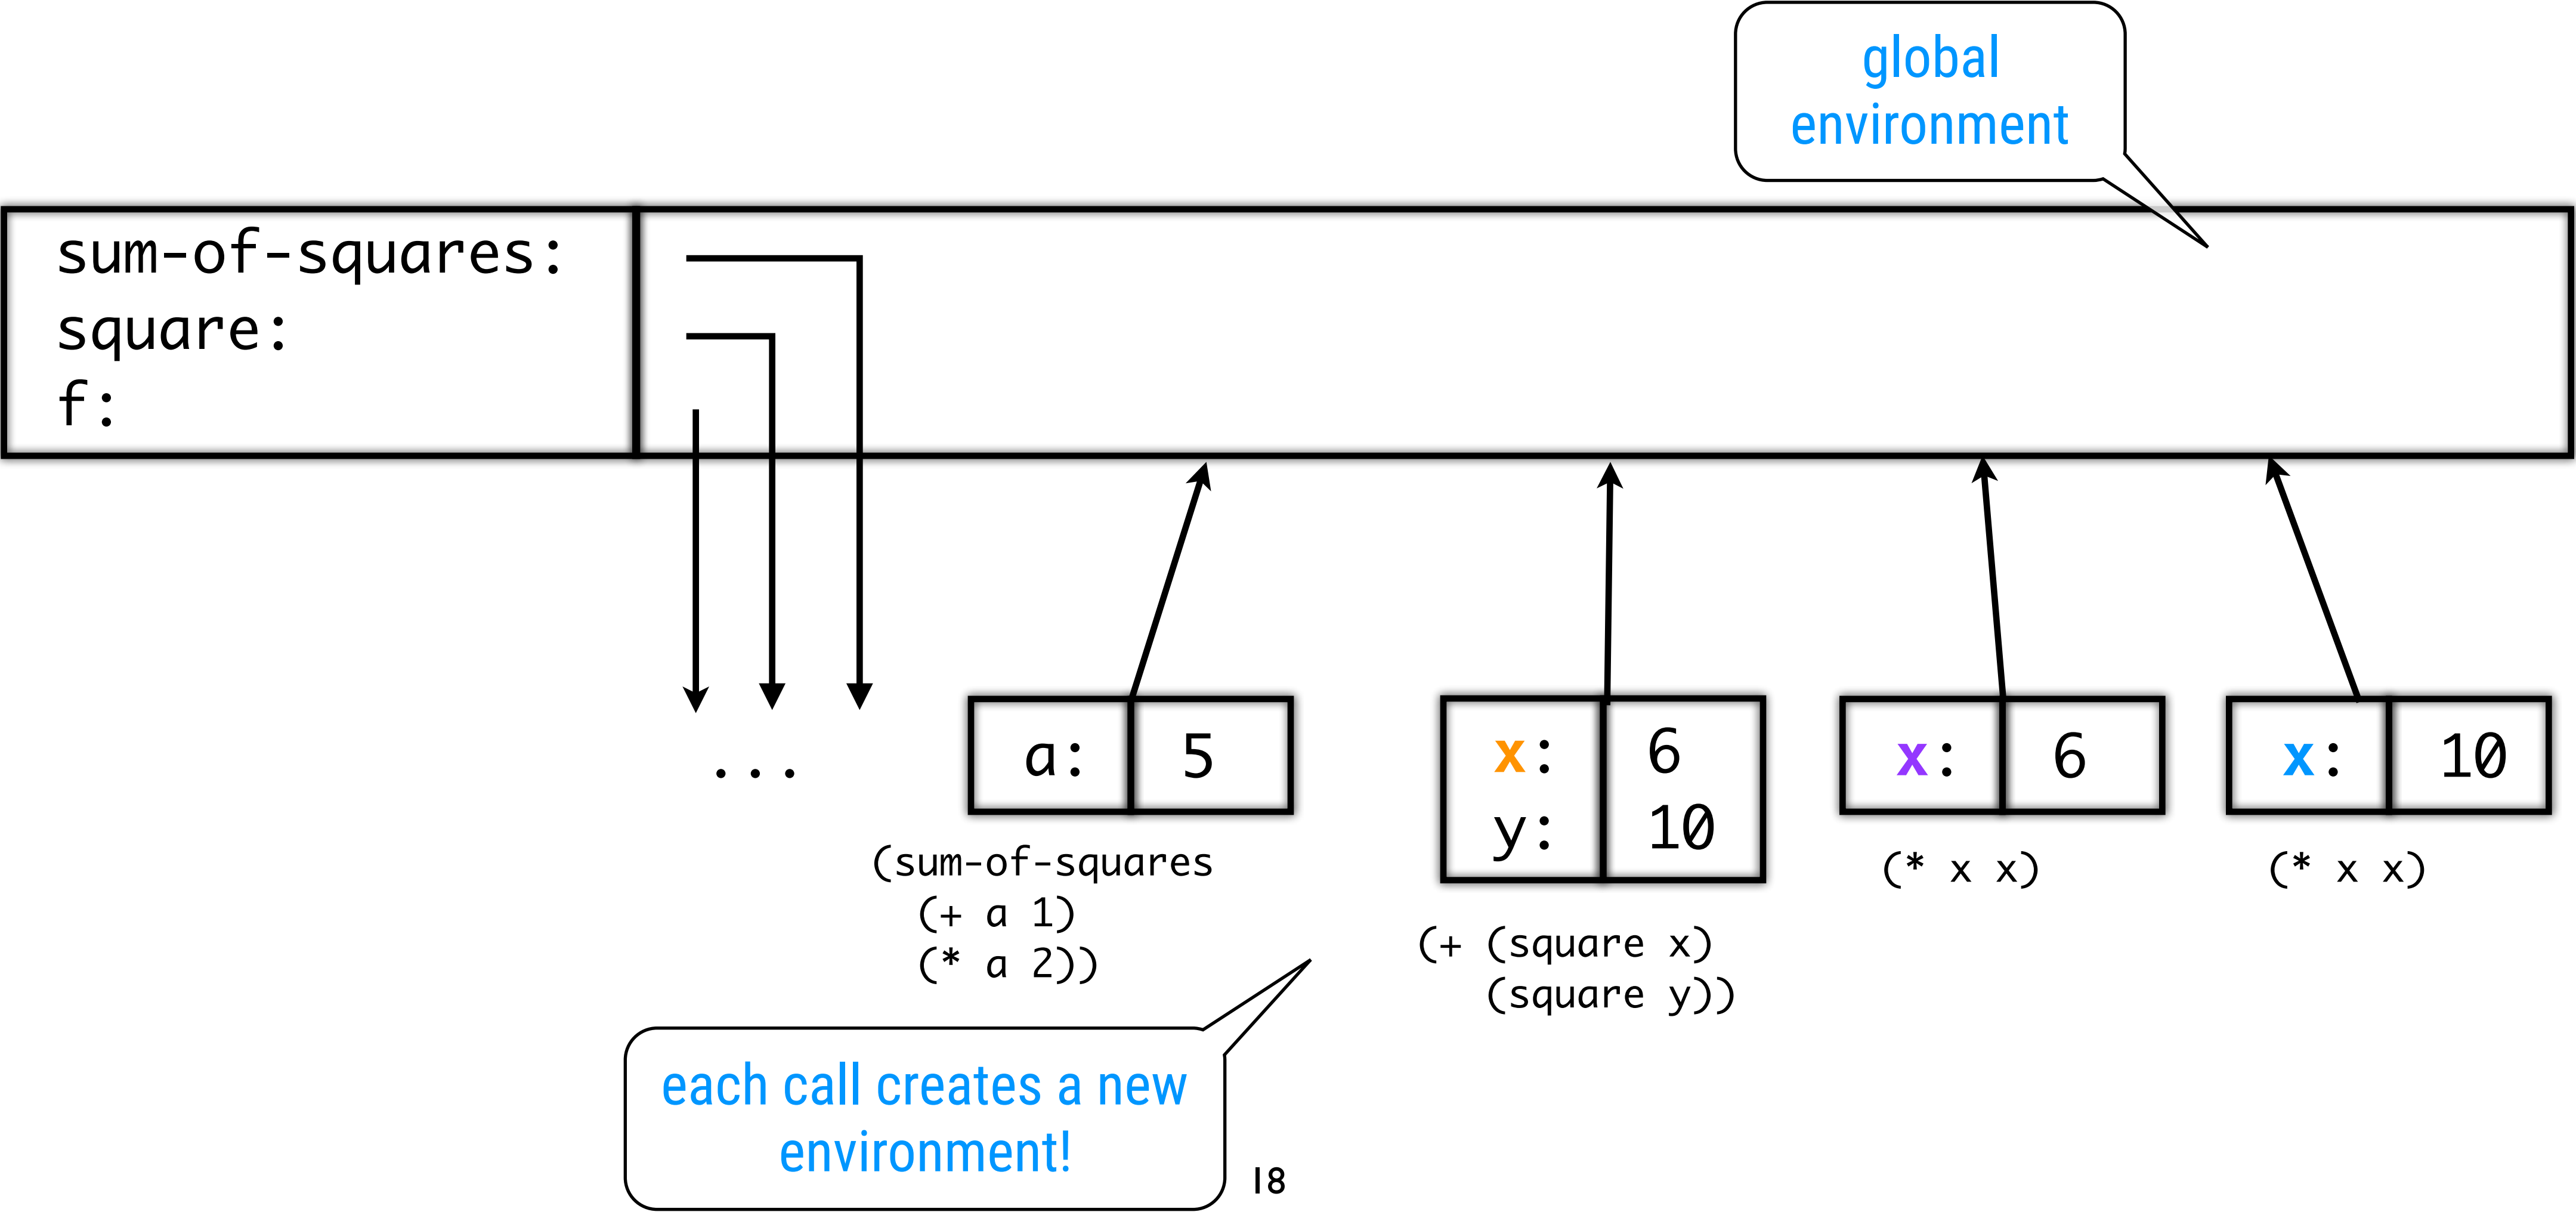 global
environment
sum-of-squares:
square:
f:
...
a: 5
x: 6
y: 10
x: 6
x: 10
(sum-of-squares
(+ a 1)
(* a 2))
(+ (square x)
(square y))
(* x x)
(* x x)
each call creates a new
environment!
18